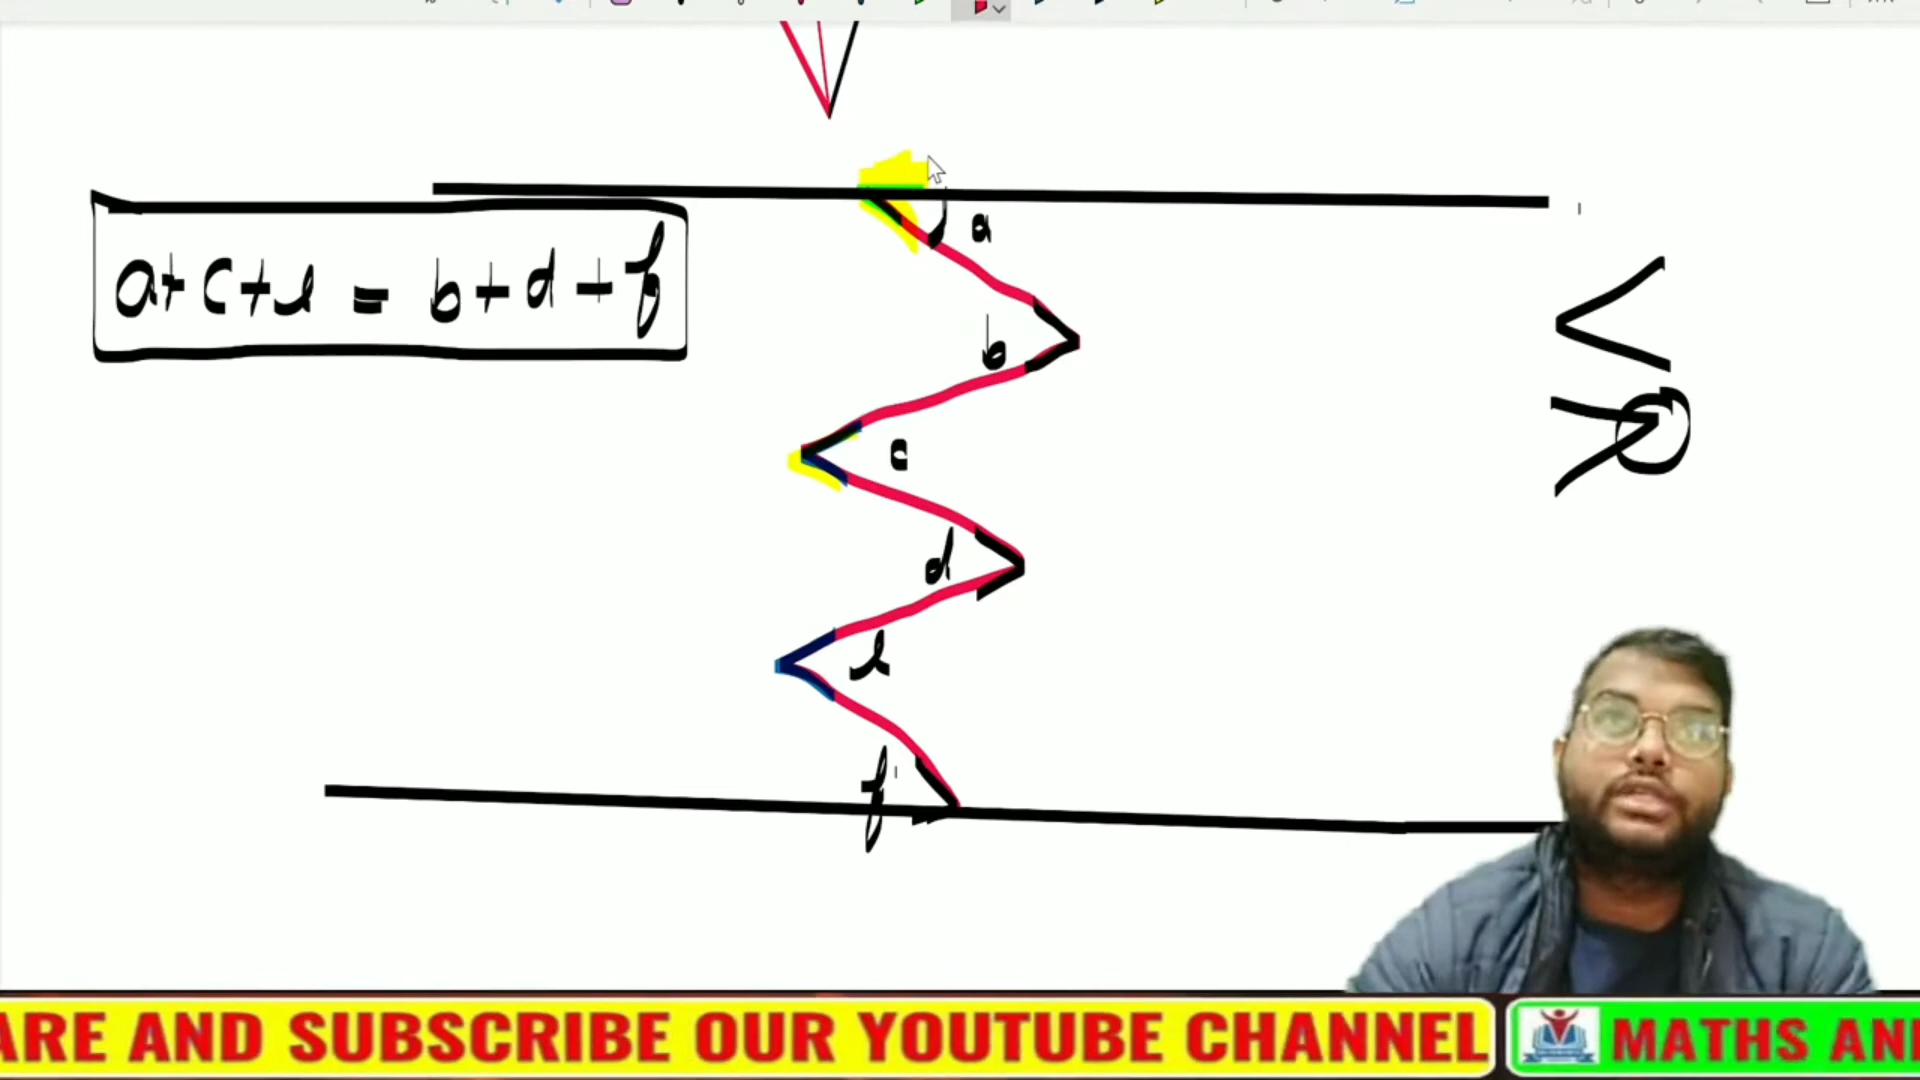 a
a+c+e = b+d+f
b
c
d
e
f
ARE AND SUBSCRIBE OUR YOUTUBE CHANNEL
MATHS AN